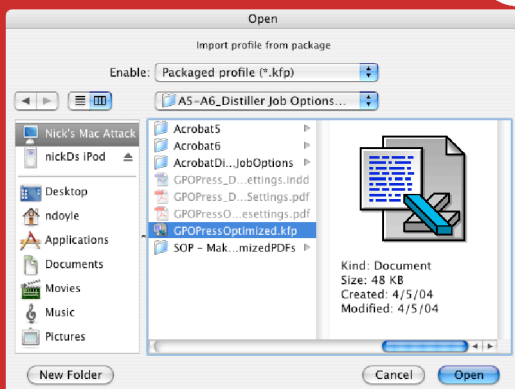 Open
Import profile from package
Enable: Packaged profile (*.kfp)
A5-A6_Distiller Job Options...
Nick's Mac Attack
nickDs iPod
Desktop
ndoyle
Applications
Documents
Movies
Music
Pictures
Acrobat5
Acrobat6
AcrobatDi...JobOptions
GPOPress_D...ettings.indd
GPOPress_D...Settings.pdf
GPOPressO...esettings.pdf
GPOPressOptimized.kfp
SOP - Mak...mizedPDFs
Kind: Document
Size: 48 KB
Created: 4/5/04
Modified: 4/5/04
New Folder
Cancel
Open